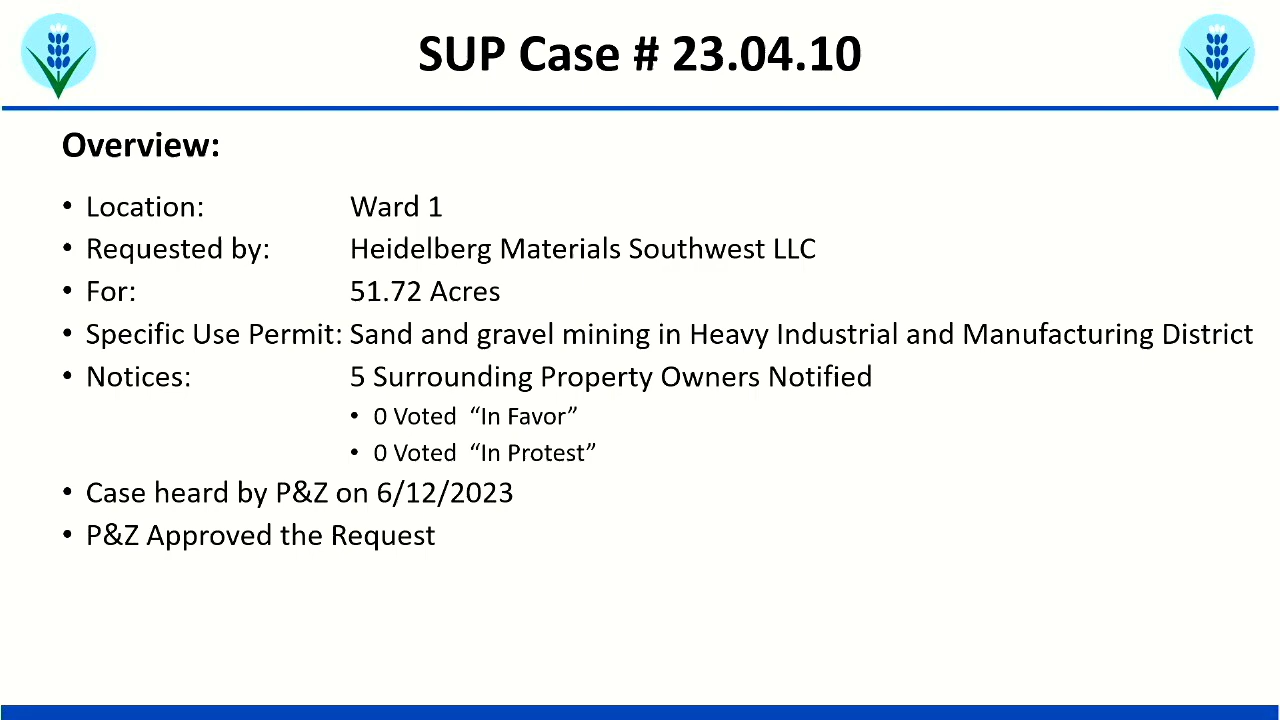 SUP Case # 23.04.10
Overview:
• Location: Ward 1
• Requested by: Heidelberg Materials Southwest LLC
• For: 51.72 Acres
• Specific Use Permit: Sand and gravel mining in Heavy Industrial and Manufacturing District
• Notices: 5 Surrounding Property Owners Notified
• 0 Voted “In Favor”
• 0 Voted “In Protest”
• Case heard by P&Z on 6/12/2023
• P&Z Approved the Request